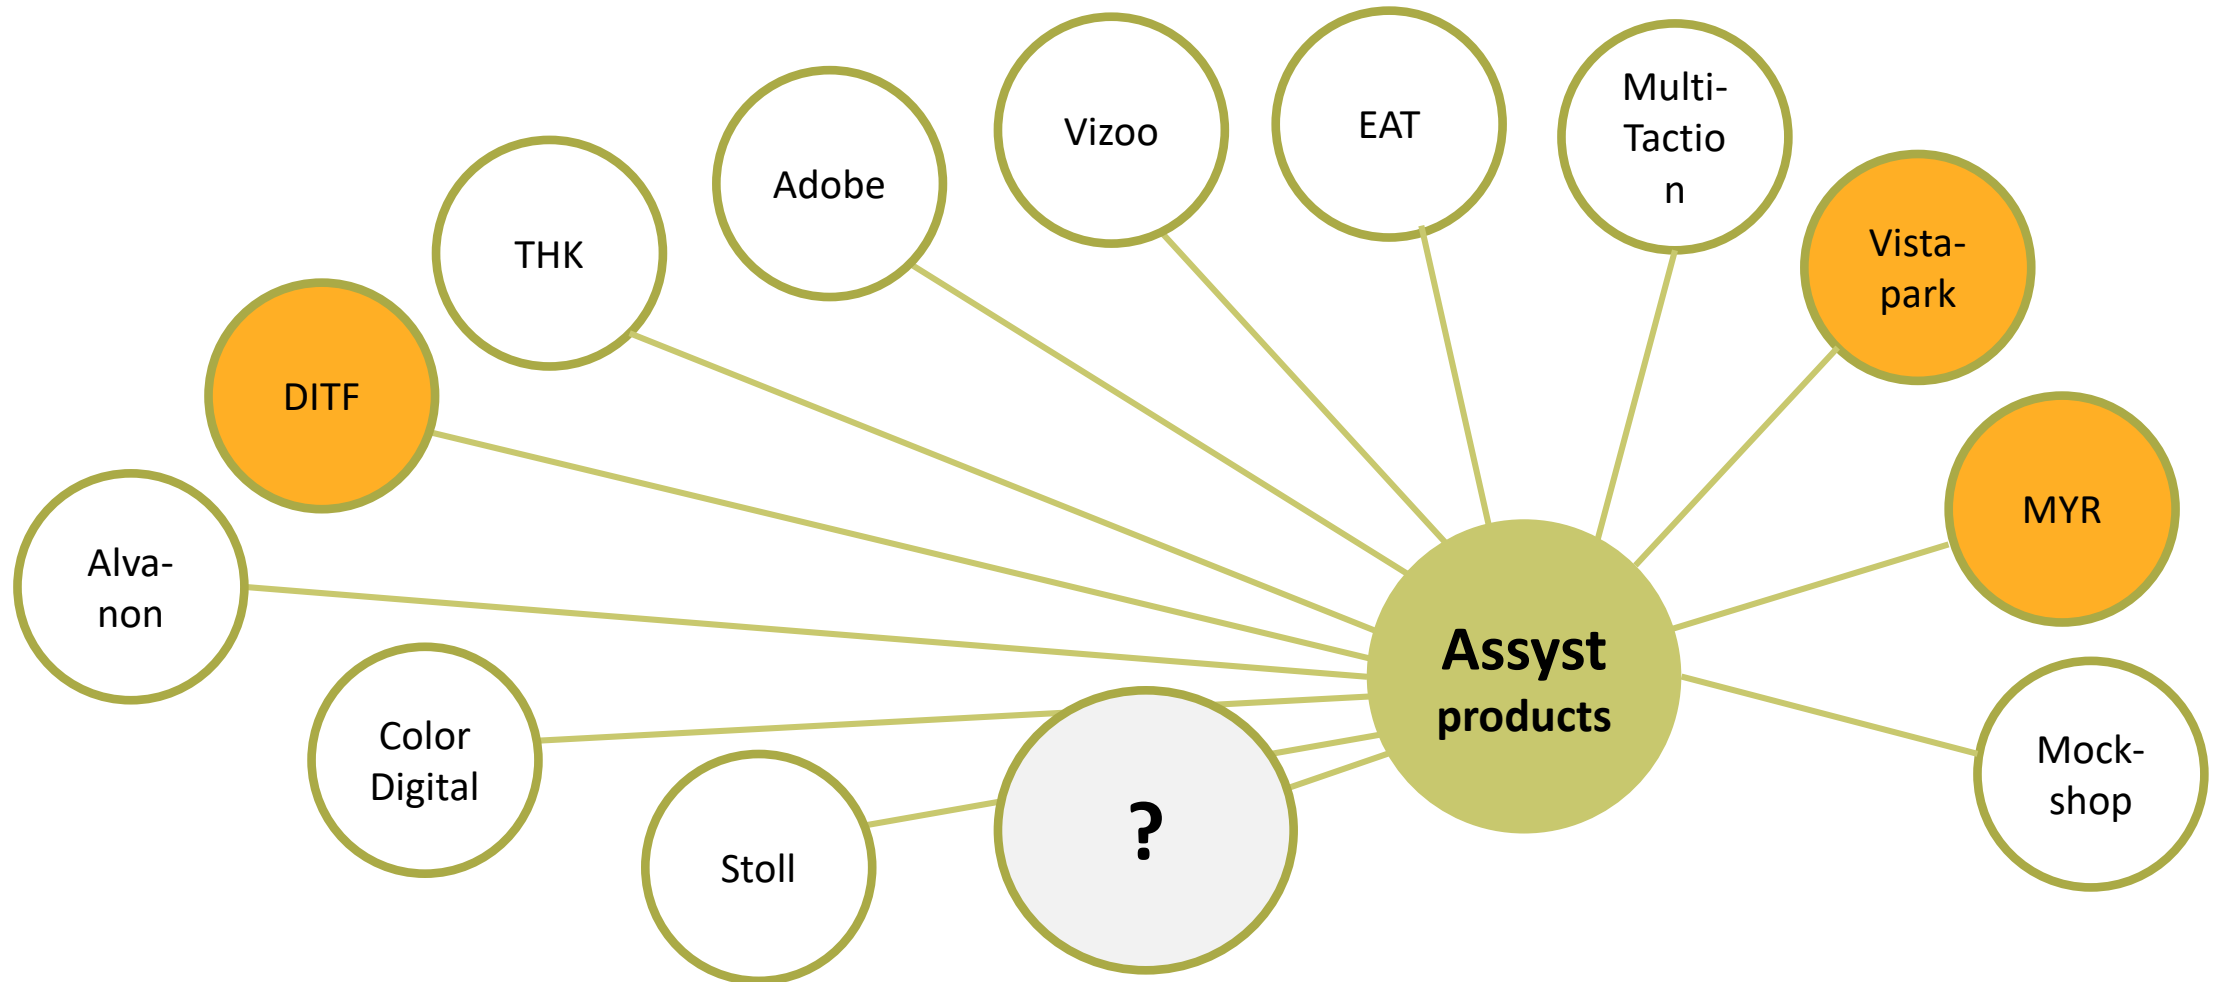 Multi-
Tactio
n
EAT
Vizoo
Adobe
THK
Vista-
park
DITF
MYR
Alva-
non
Assyst
products
Color
Digital
Mock-
shop
?
Stoll